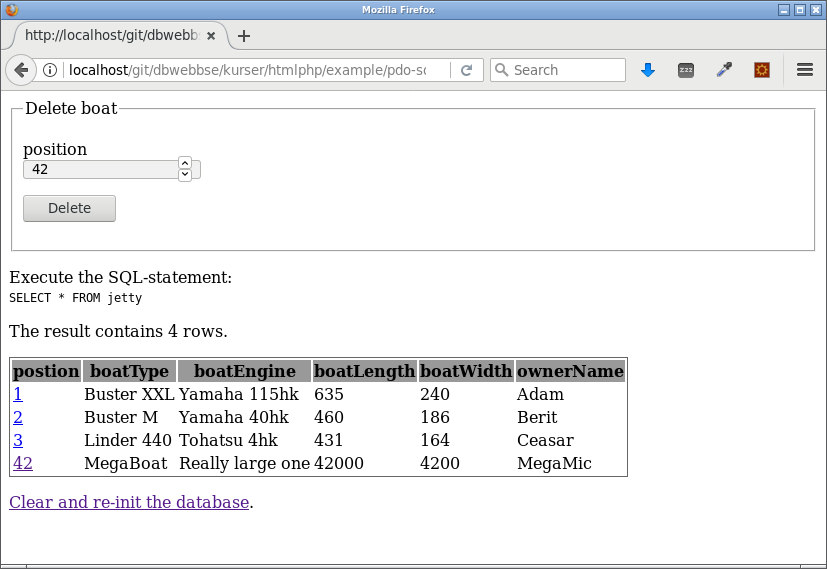 Mozilla Firefox
http://localhost/git/dbwebb
localhost/git/dbwebbse/kurser/htmlphp/example/pdo-sc
Search
zzz
Delete boat
position
42
Delete
Execute the SQL-statement:
SELECT * FROM jetty
The result contains 4 rows.
postion boatType boatEngine boatLength boatWidth ownerName
1 Buster XXL Yamaha 115hk 635 240 Adam
2 Buster M Yamaha 40hk 460 186 Berit
3 Linder 440 Tohatsu 4hk 431 164 Ceasar
42 MegaBoat Really large one 42000 4200 MegaMic
Clear and re-init the database.